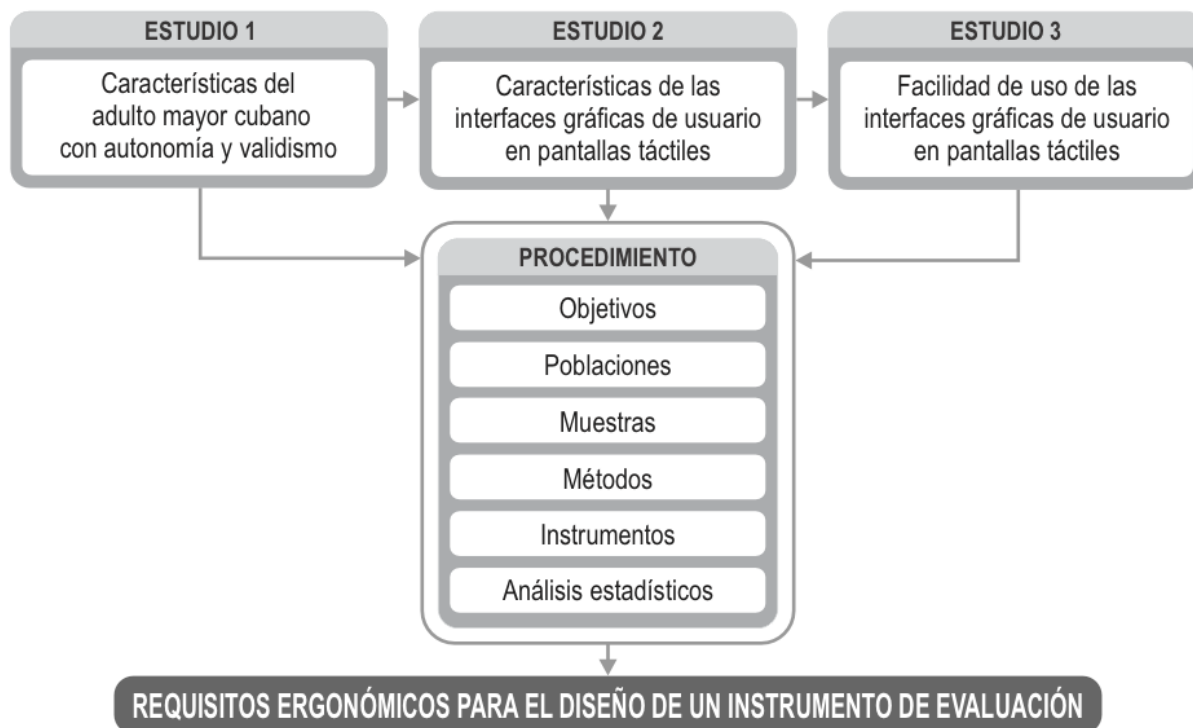 ESTUDIO 1
Características del
adulto mayor cubano
con autonomía y validismo
ESTUDIO 2
Características de las
interfaces gráficas de usuario
en pantallas táctiles
ESTUDIO 3
Facilidad de uso de las
interfaces gráficas de usuario
en pantallas táctiles
PROCEDIMIENTO
Objetivos
Poblaciones
Muestras
Métodos
Instrumentos
Análisis estadísticos
REQUISITOS ERGONÓMICOS PARA EL DISEÑO DE UN INSTRUMENTO DE EVALUACIÓN